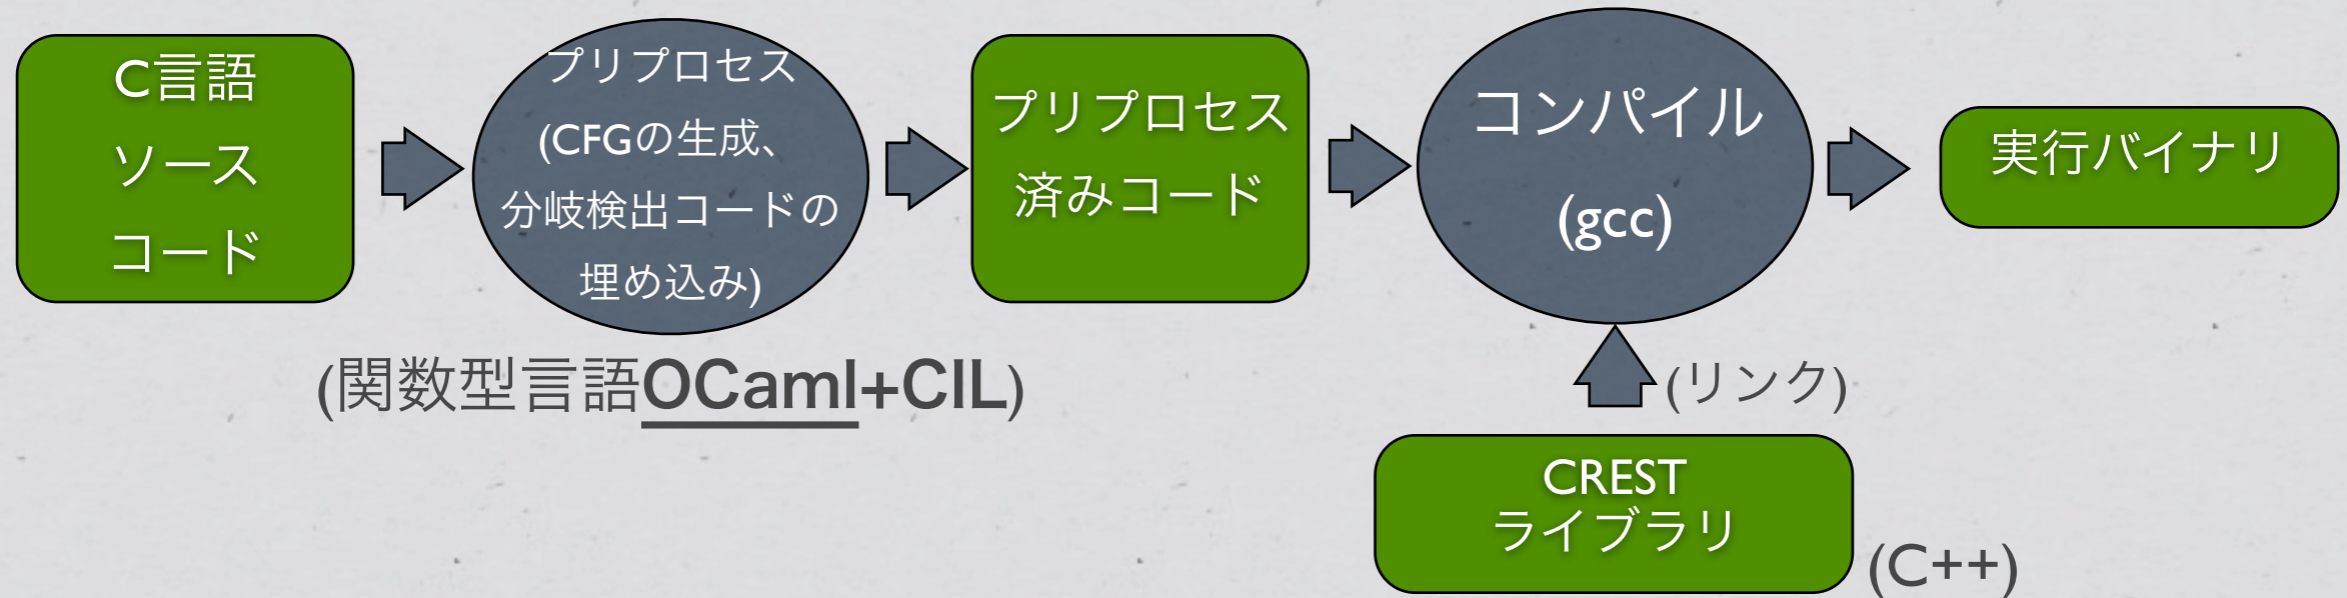 C言語
ソース
コード
プリプロセス
(CFGの生成、
分岐検出コードの
埋め込み)
プリプロセス
済みコード
コンパイル
(gcc)
実行バイナリ
(関数型言語OCaml+CIL)
(リンク)
CREST
ライブラリ
(C++)